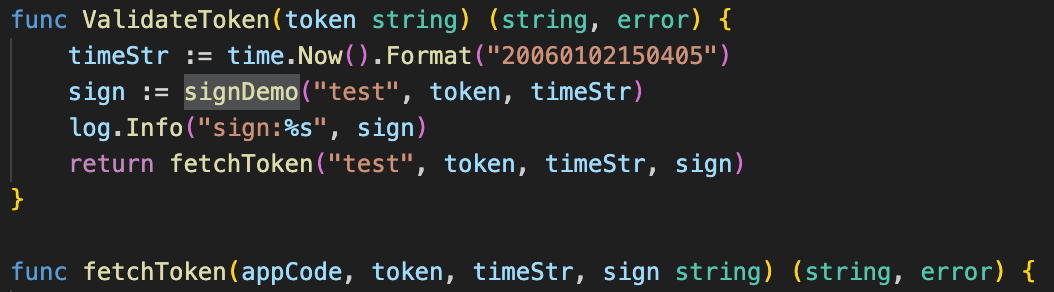 func ValidateToken(token string) (string, error) {
timeStr := time.Now().Format("20060102150405")
sign := signDemo("test", token, timeStr)
log.Info("sign:%s", sign)
return fetchToken("test", token, timeStr, sign)
}
func fetchToken(appCode, token, timeStr, sign string) (string, error) {